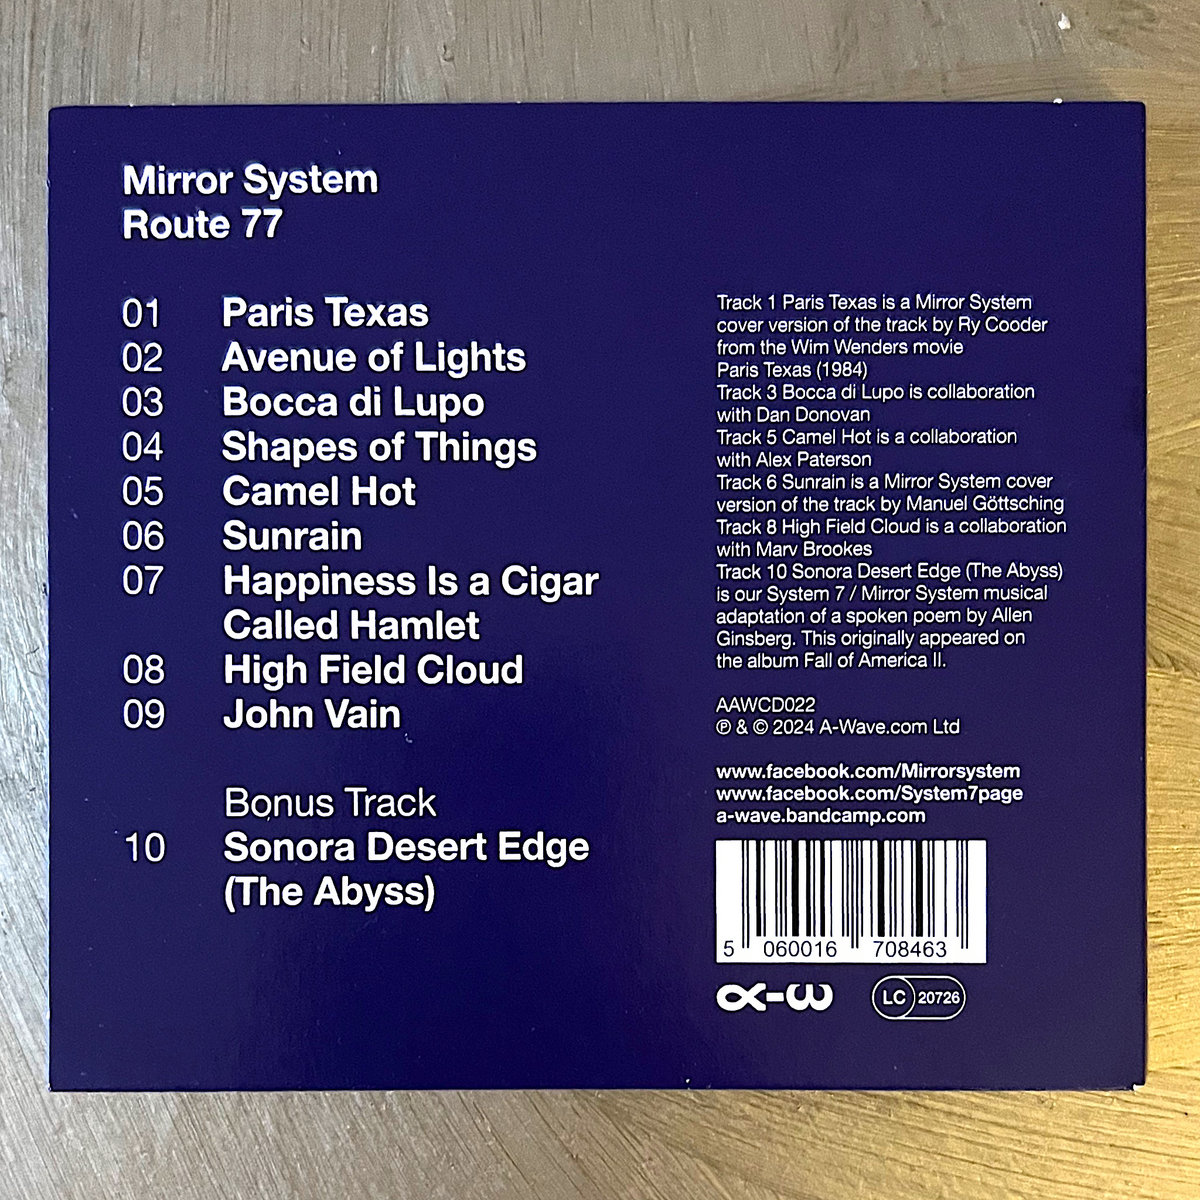 Mirror System
Route 77
01 Paris Texas
02 Avenue of Lights
03 Bocca di Lupo
04 Shapes of Things
05 Camel Hot
06 Sunrain
07 Happiness Is a Cigar
Called Hamlet
08 High Field Cloud
09 John Vain
Bonus Track
10 Sonora Desert Edge
(The Abyss)
Track 1 Paris Texas is a Mirror System
cover version of the track by Ry Cooder
from the Wim Wenders movie
Paris Texas (1984)
Track 3 Bocca di Lupo is collaboration
with Dan Donovan
Track 5 Camel Hot is a collaboration
with Alex Paterson
Track 6 Sunrain is a Mirror System cover
version of the track by Manuel Göttsching
Track 8 High Field Cloud is a collaboration
with Marv Brookes
Track 10 Sonora Desert Edge (The Abyss)
is our System 7 / Mirror System musical
adaptation of a spoken poem by Allen
Ginsberg. This originally appeared on
the album Fall of America II.
AAWCD022
℗ & © 2024 A-Wave.com Ltd
www.facebook.com/Mirrorsystem
www.facebook.com/System7page
a-wave.bandcamp.com
5 060016 708463
α-ω
LC 20726